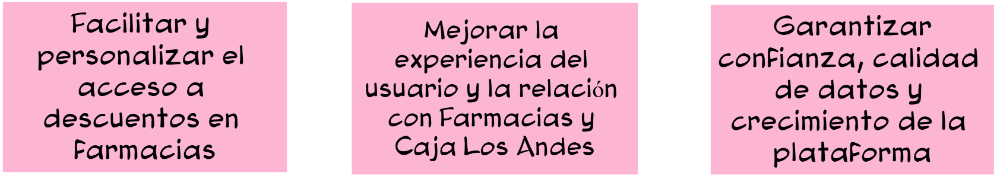 Facilitar y
personalizar el
acceso a
descuentos en
farmacias
Mejorar la
experiencia del
usuario y la relación
con Farmacias y
Caja Los Andes
Garantizar
confianza, calidad
de datos y
crecimiento de la
plataforma